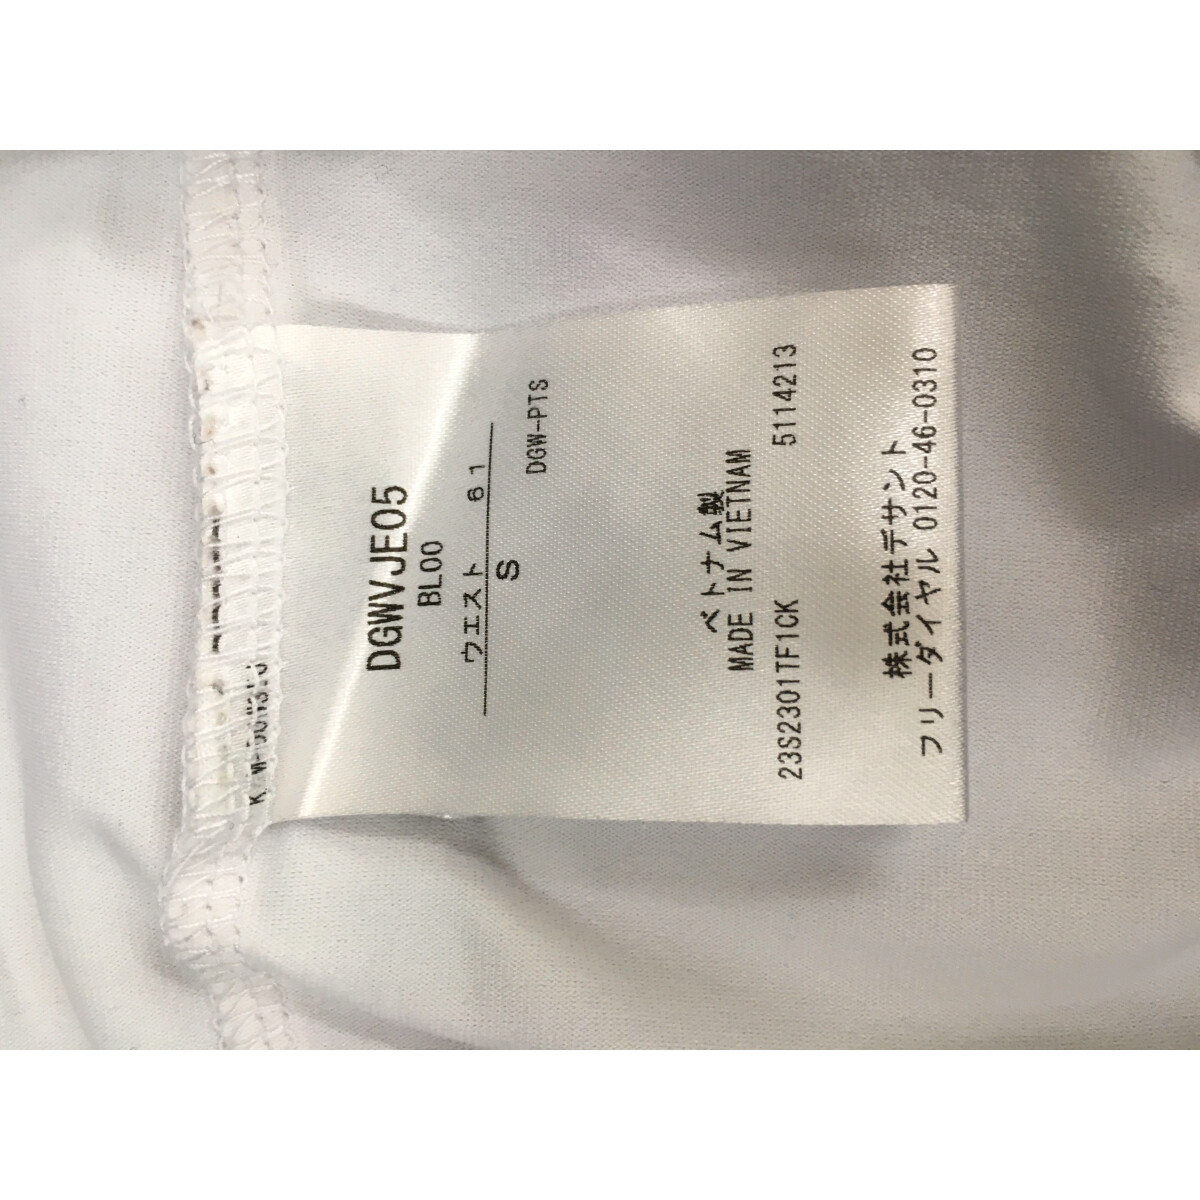 DGWVJE05
BL00
ウエスト 61
S
DGW-PTS
ベトナム製
MADE IN VIETNAM
23S2301TF1CK 5114213
株式会社デサント
フリーダイヤル 0120-46-0310